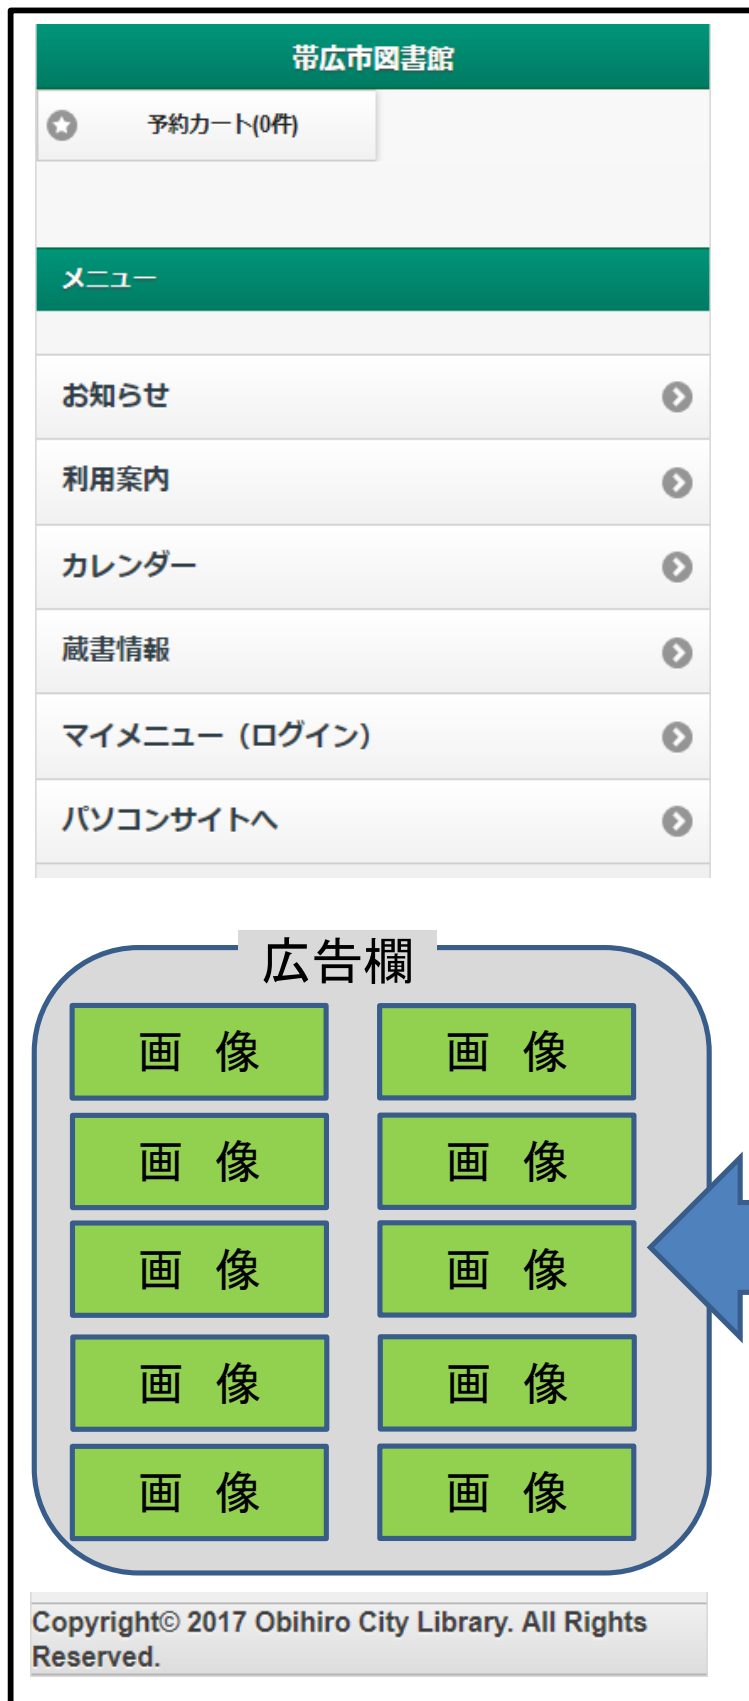 帯広市図書館
予約カート(0件)
メニュー
お知らせ
利用案内
カレンダー
蔵書情報
マイメニュー（ログイン）
パソコンサイトへ
広告欄
画 像 画 像
画 像 画 像
画 像 画 像
画 像 画 像
画 像 画 像
Copyright© 2017 Obihiro City Library. All Rights
Reserved.